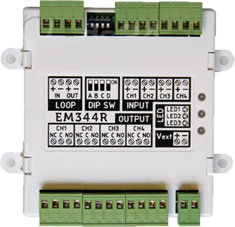 IN OUT A B C D CH1 CH2 CH3 CH4
LOOP DIP SW INPUT
EM344R OUTPUT
CH1 CH2 CH3 CH4
NC C NO NC C NO NC C NO NC C NO
LED
LED1
LED2
LED3
Vext